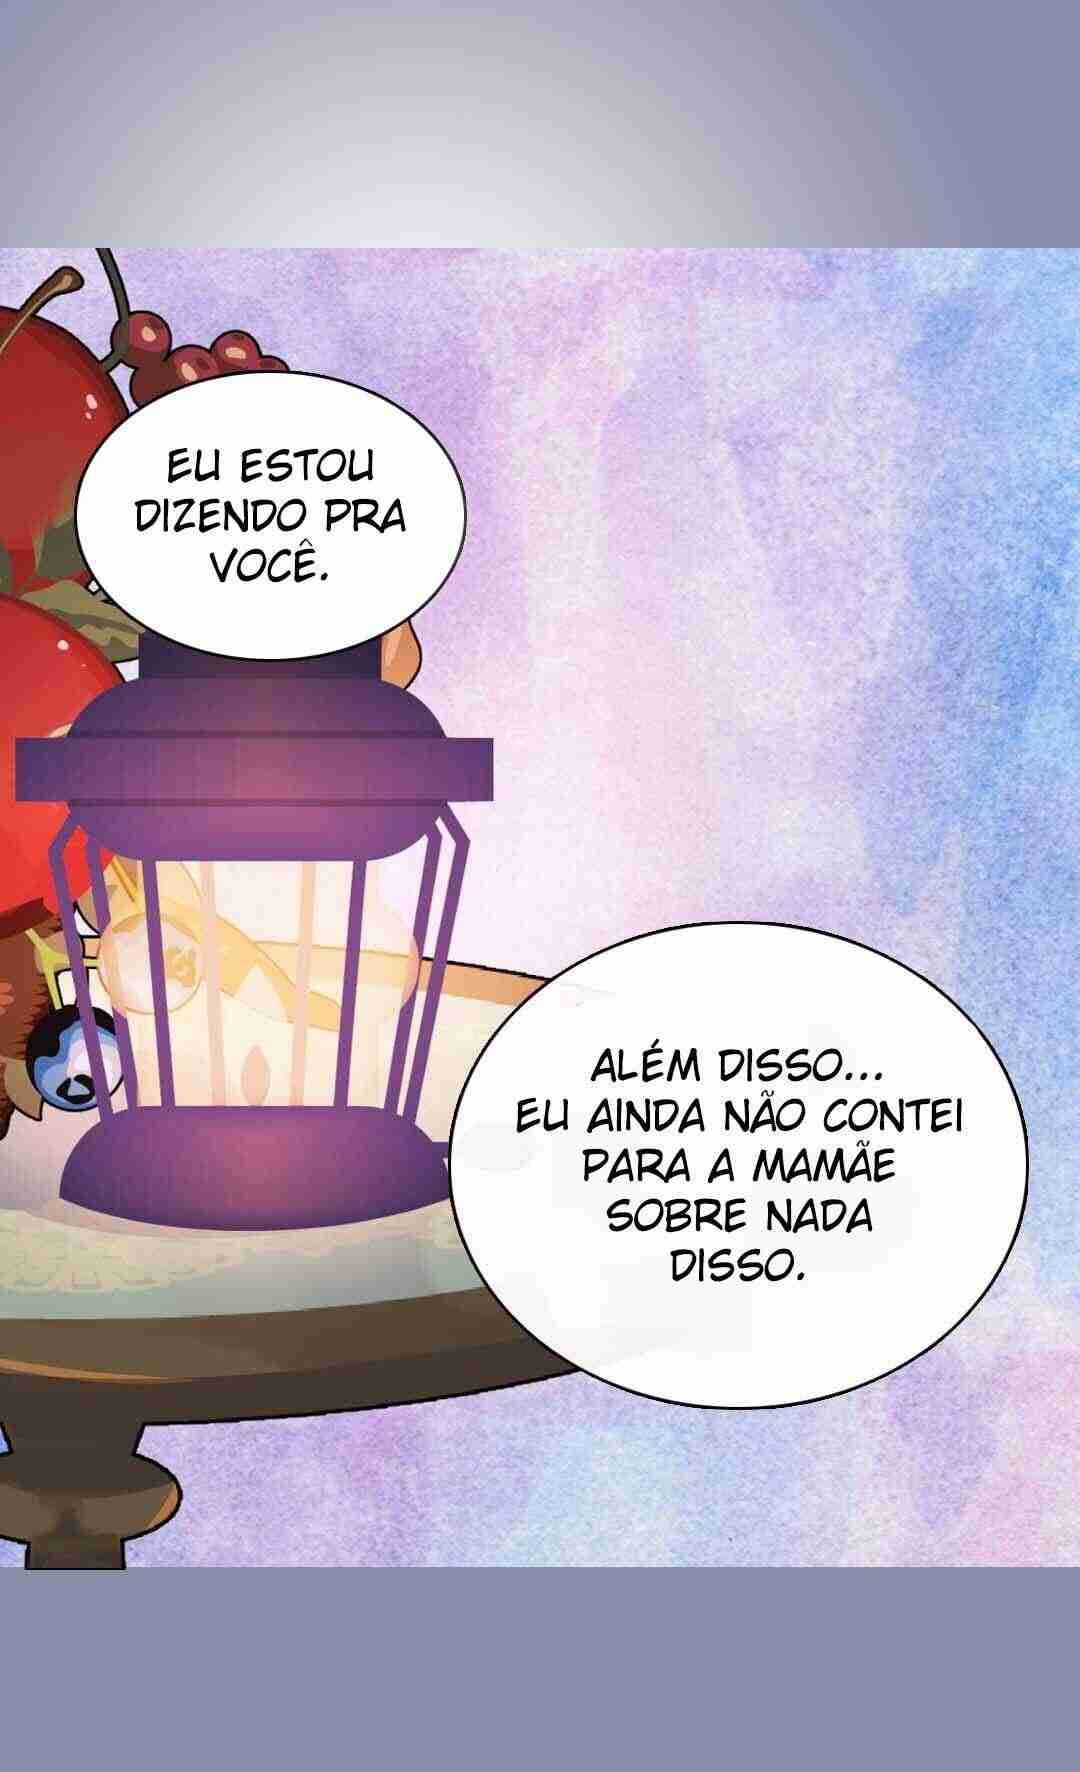 EU ESTOU
DIZENDO PRA
VOCÊ.
ALÉM DISSO...
EU AINDA NÃO CONTEI
PARA A MAMÃE
SOBRE NADA
DISSO.